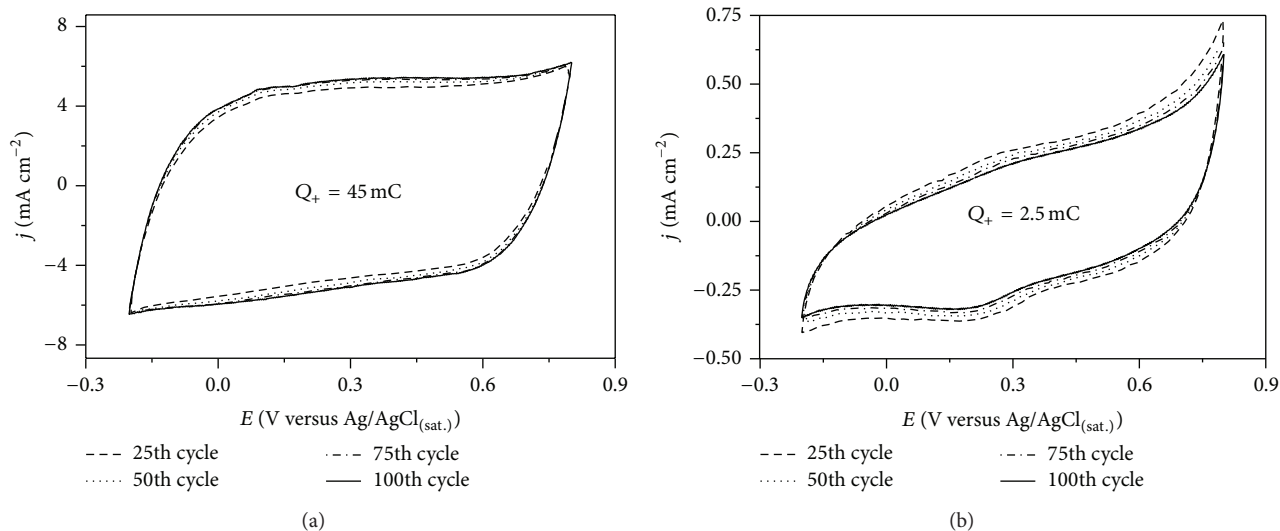 8
4
0
−4
−8
j (mA cm−2)
Q+ = 45 mC
−0.3
0.0
0.3
0.6
0.9
E (V versus Ag/AgCl(sat.))
25th cycle
50th cycle
75th cycle
100th cycle
(a)
0.75
0.50
0.25
0.00
−0.25
−0.50
j (mA cm−2)
Q+ = 2.5 mC
−0.3
0.0
0.3
0.6
0.9
E (V versus Ag/AgCl(sat.))
25th cycle
50th cycle
75th cycle
100th cycle
(b)